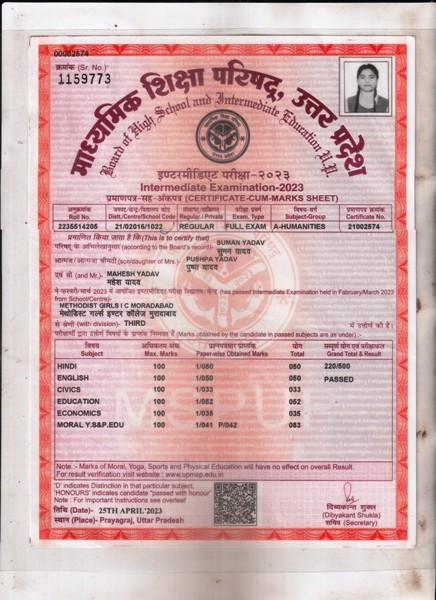 00082574
क्रमांक (Sr. No.)
1159773
माध्यमिक शिक्षा परिषद, उत्तर प्रदेश
Board of High School and Intermediate Education U.P.
इण्टरमीडिएट परीक्षा-२०२३
Intermediate Examination-2023
प्रमाणपत्र-सह-अंकपत्र (CERTIFICATE-CUM-MARKS SHEET)
अनुक्रमांक जनपद/केन्द्र/विद्यालय कोड संस्थागत/व्यक्तिगत परीक्षा प्रकार विषय-वर्ग प्रमाणपत्र क्रमांक
Roll No. Distt./Centre/School Code Regular / Private Exam. Type Subject-Group Certificate No.
2235514205 21/02016/1022 REGULAR FULL EXAM A-HUMANITIES 21002574
प्रमाणित किया जाता है कि(This is to certify that)
परिषद् के अभिलेखानुसार (according to the Board's record) SUMAN YADAV
सुमन यादव
आत्मज/आत्मजा श्रीमती (son/daughter of Mrs.) PUSHPA YADAV
पुष्पा यादव
एवं श्री (and Mr.) MAHESH YADAV
महेश यादव
ने फरवरी/मार्च 2023 में आयोजित इण्टरमीडिएट परीक्षा विद्यालय/केन्द्र (has passed Intermediate Examination held in February/March 2023
from School/Centre)
METHODIST GIRLS I C MORADABAD
मेथोडिस्ट गर्ल्स इण्टर कॉलेज मुरादाबाद
से श्रेणी (with division)- THIRD में उत्तीर्ण की है।
परीक्षार्थी द्वारा विभिन्न विषयों के प्राप्तांक निम्नवत हैं (Marks obtained by the candidate in passed subjects are as under).-
विषय अधिकतम अंक प्रश्नपत्रवार प्राप्तांक योग सम्पूर्ण योग एवं परीक्षाफल
Subject Max. Marks Paper-wise Obtained Marks Total Grand Total & Result
HINDI 100 1/050 050 220/500
ENGLISH 100 1/050 050 PASSED
CIVICS 100 1/033 033
EDUCATION 100 1/052 052
ECONOMICS 100 1/035 035
MORAL Y.S&P.EDU 100 1/041 P/042 083
Note :- Marks of Moral, Yoga, Sports and Physical Education will have no effect on overall Result.
For result verification visit website : www.upmsp.edu.in
'D' indicates Distinction in that particular subject,
'HONOURS' indicates candidate "passed with honour"
Note : For Important Instructions see overleaf
तिथि (Date)- 25TH APRIL'2023
स्थान (Place)- Prayagraj, Uttar Pradesh
दिव्यकान्त शुक्ल
(Dibyakant Shukla)
सचिव (Secretary)